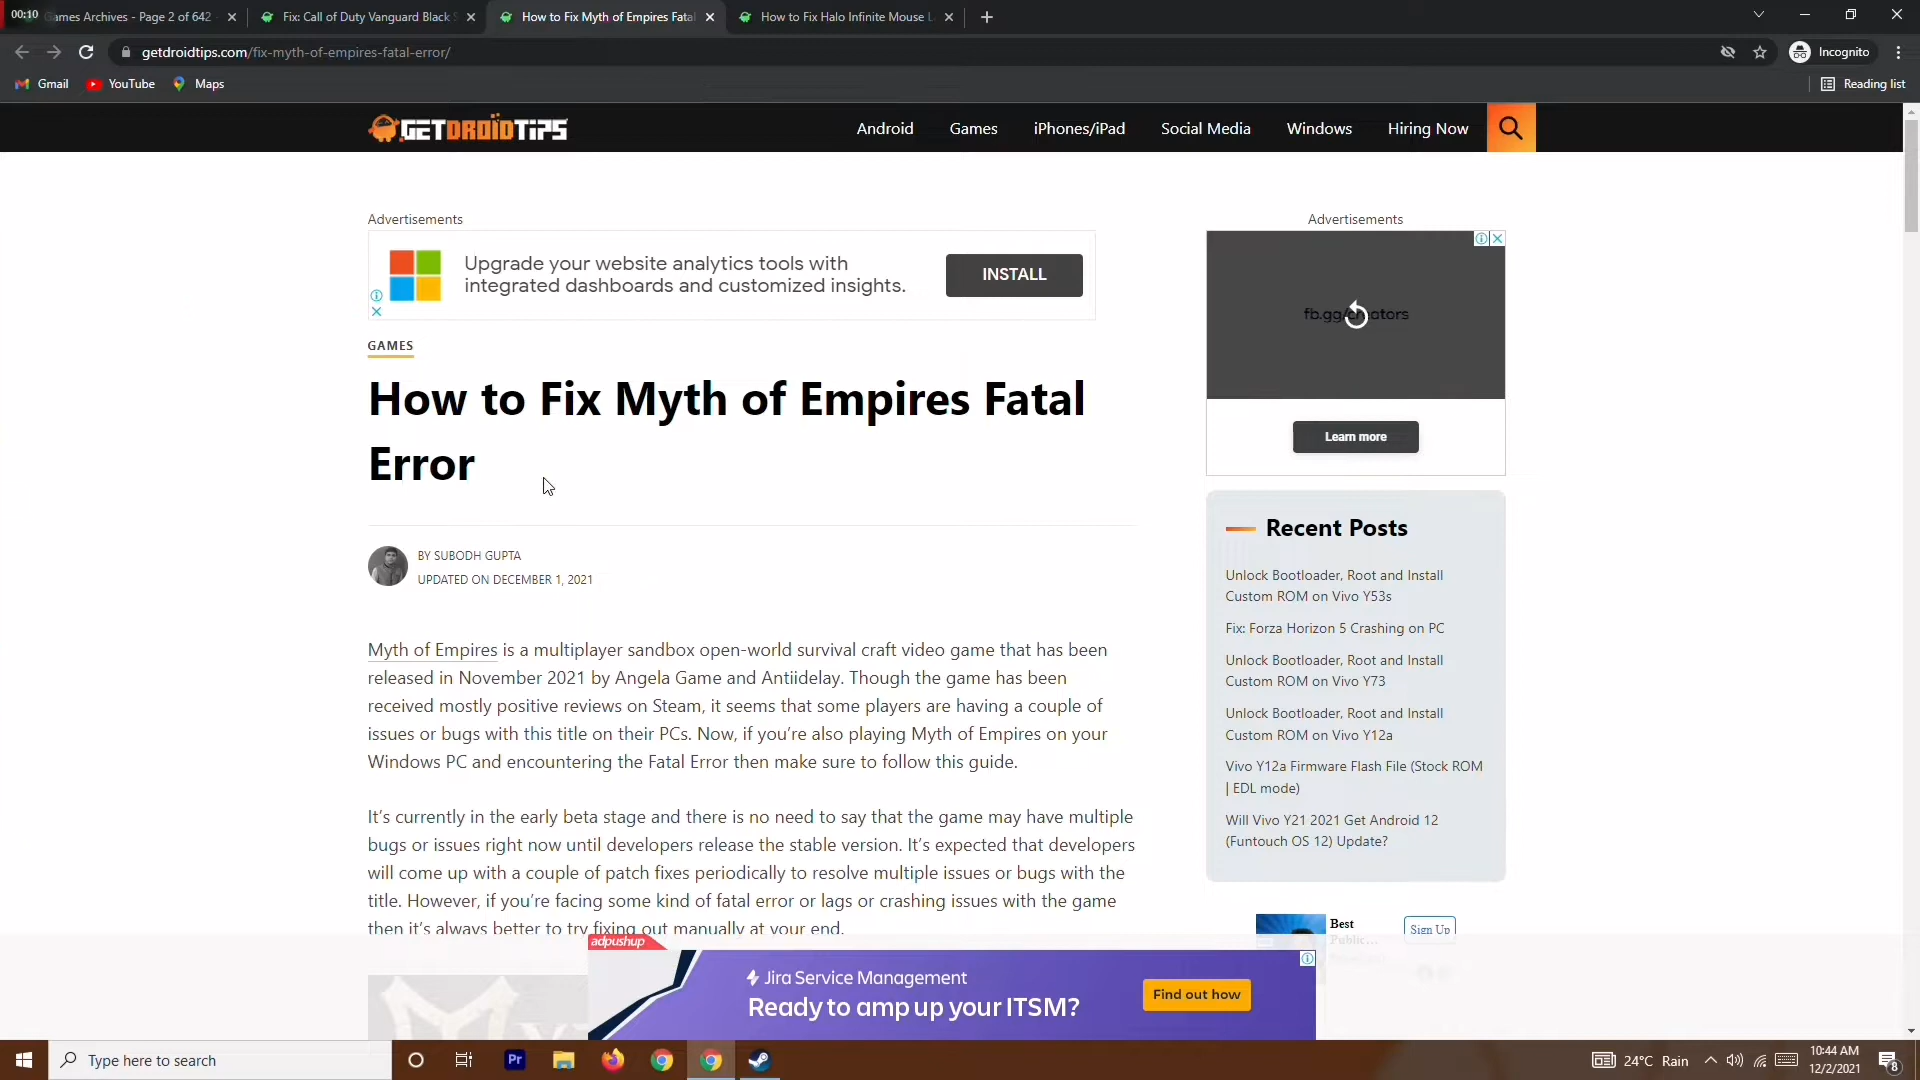 00:10
Games Archives - Page 2 of 642
Fix: Call of Duty Vanguard Black S
How to Fix Myth of Empires Fatal
How to Fix Halo Infinite Mouse L
getdroidtips.com/fix-myth-of-empires-fatal-error/
Incognito
Gmail
YouTube
Maps
Reading list
GETDROIDTIPS
Android
Games
iPhones/iPad
Social Media
Windows
Hiring Now
Advertisements
Upgrade your website analytics tools with
integrated dashboards and customized insights.
INSTALL
GAMES
How to Fix Myth of Empires Fatal
Error
BY SUBODH GUPTA
UPDATED ON DECEMBER 1, 2021
Myth of Empires is a multiplayer sandbox open-world survival craft video game that has been
released in November 2021 by Angela Game and Antiidelay. Though the game has been
received mostly positive reviews on Steam, it seems that some players are having a couple of
issues or bugs with this title on their PCs. Now, if you're also playing Myth of Empires on your
Windows PC and encountering the Fatal Error then make sure to follow this guide.
It's currently in the early beta stage and there is no need to say that the game may have multiple
bugs or issues right now until developers release the stable version. It's expected that developers
will come up with a couple of patch fixes periodically to resolve multiple issues or bugs with the
title. However, if you're facing some kind of fatal error or lags or crashing issues with the game
then it's always better to try fixing out manually at your end.
Advertisements
fb.gg/creators
Learn more
Recent Posts
Unlock Bootloader, Root and Install
Custom ROM on Vivo Y53s
Fix: Forza Horizon 5 Crashing on PC
Unlock Bootloader, Root and Install
Custom ROM on Vivo Y73
Unlock Bootloader, Root and Install
Custom ROM on Vivo Y12a
Vivo Y12a Firmware Flash File (Stock ROM
| EDL mode)
Will Vivo Y21 2021 Get Android 12
(Funtouch OS 12) Update?
Best
Public...
Sign Up
adpushup
Jira Service Management
Ready to amp up your ITSM?
Find out how
Type here to search
Pr
24°C Rain
10:44 AM
12/2/2021
8